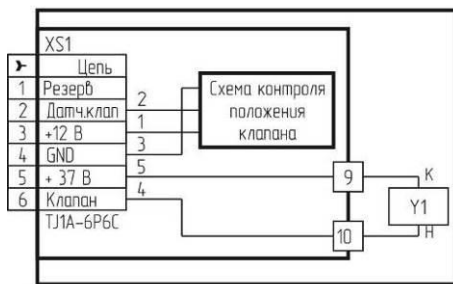 XS1
Цепь
1 Резерв
2 Датч.клап 2
3 +12 В 1
4 GND 3
5 + 37 В 5
6 Клапан 4
TJ1A-6P6C
Схема контроля
положения
клапана
9 К
Y1
10 Н